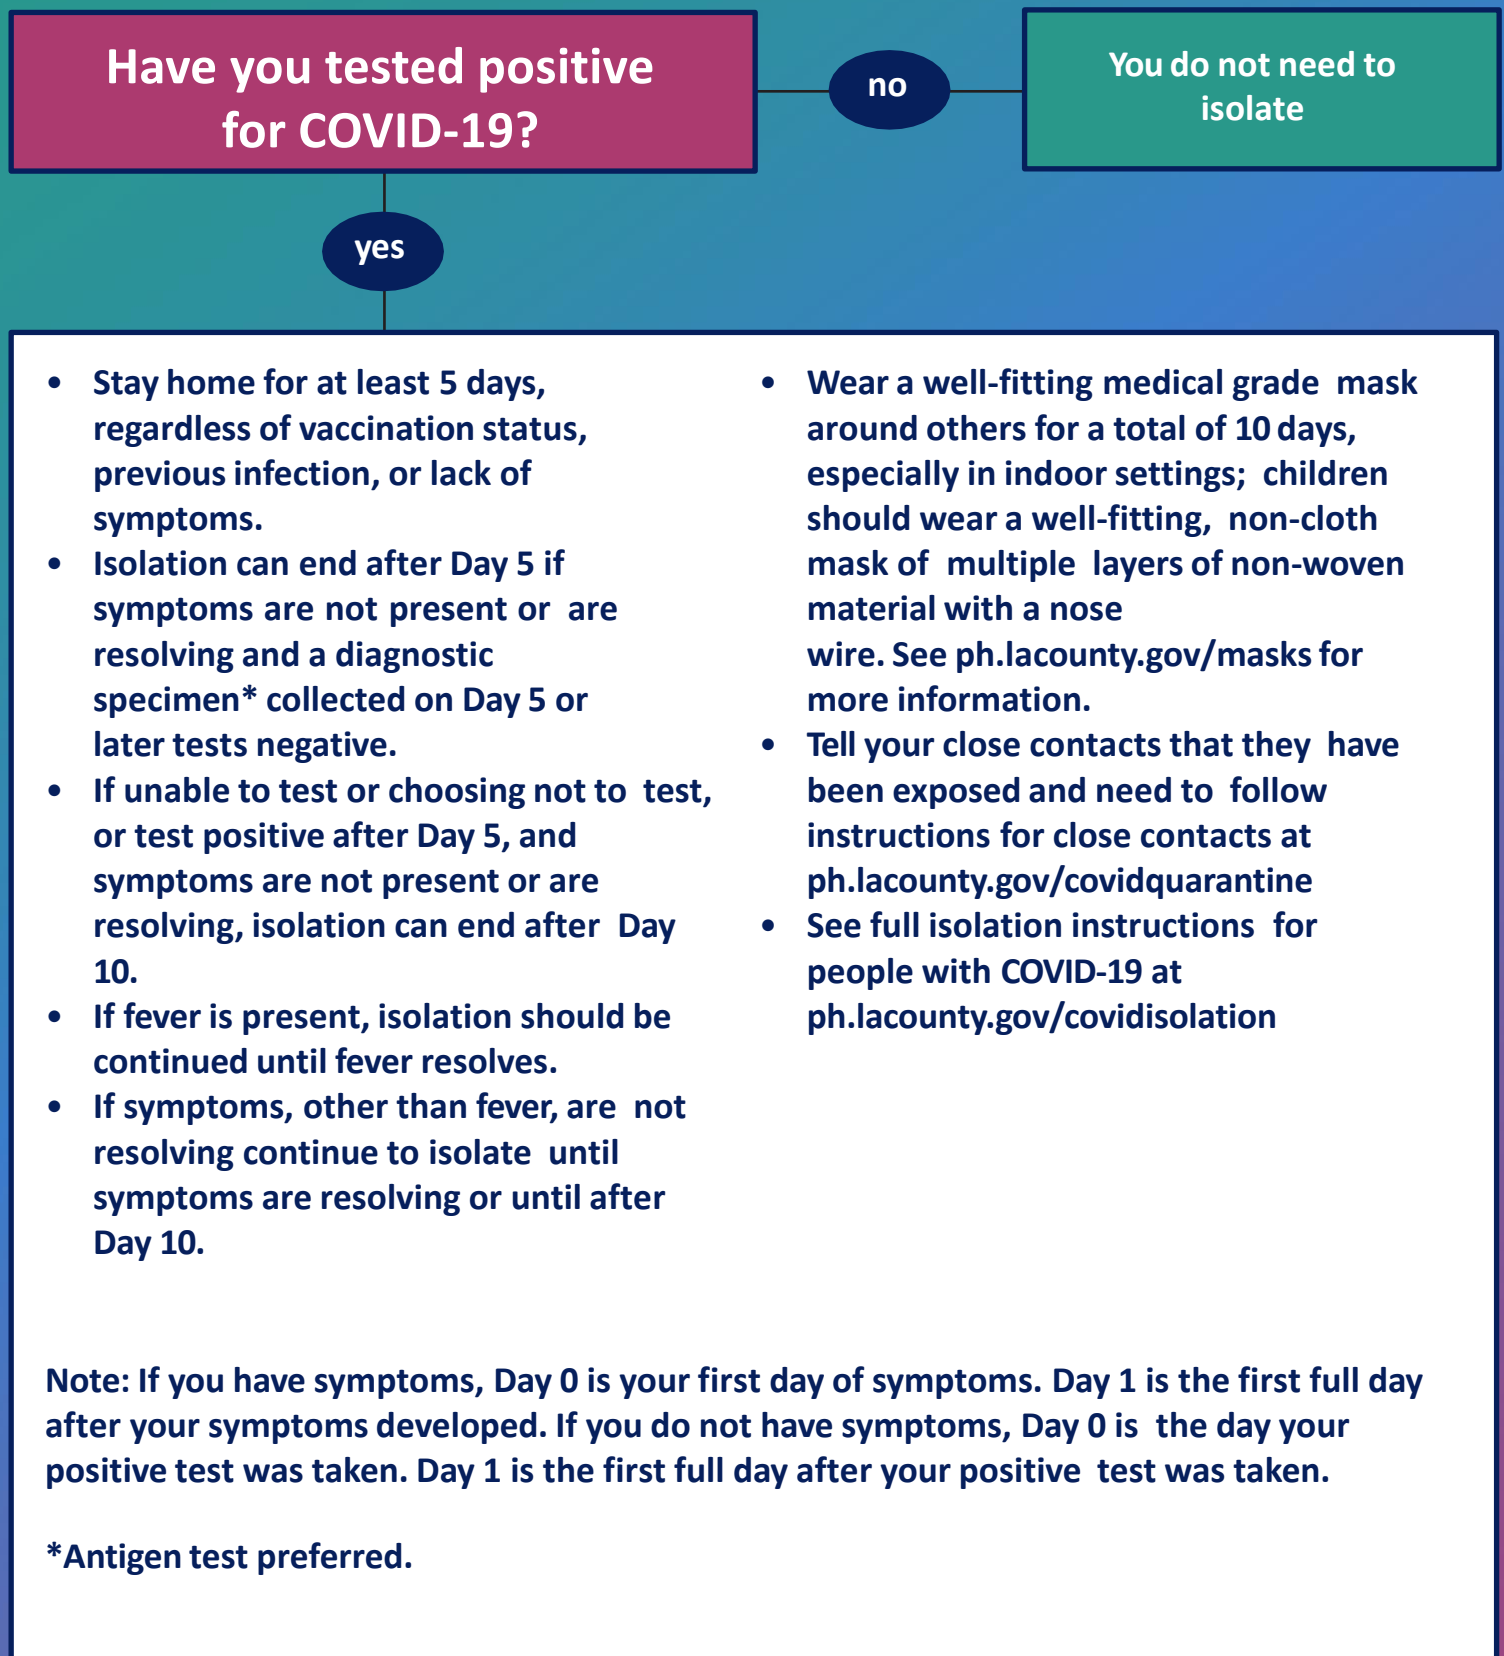 Have you tested positive
for COVID-19?
no
You do not need to
isolate
yes
• Stay home for at least 5 days,
regardless of vaccination status,
previous infection, or lack of
symptoms.
• Isolation can end after Day 5 if
symptoms are not present or are
resolving and a diagnostic
specimen* collected on Day 5 or
later tests negative.
• If unable to test or choosing not to test,
or test positive after Day 5, and
symptoms are not present or are
resolving, isolation can end after Day
10.
• If fever is present, isolation should be
continued until fever resolves.
• If symptoms, other than fever, are not
resolving continue to isolate until
symptoms are resolving or until after
Day 10.
• Wear a well-fitting medical grade mask
around others for a total of 10 days,
especially in indoor settings; children
should wear a well-fitting, non-cloth
mask of multiple layers of non-woven
material with a nose
wire. See ph.lacounty.gov/masks for
more information.
• Tell your close contacts that they have
been exposed and need to follow
instructions for close contacts at
ph.lacounty.gov/covidquarantine
• See full isolation instructions for
people with COVID-19 at
ph.lacounty.gov/covidisolation
Note: If you have symptoms, Day 0 is your first day of symptoms. Day 1 is the first full day
after your symptoms developed. If you do not have symptoms, Day 0 is the day your
positive test was taken. Day 1 is the first full day after your positive test was taken.
*Antigen test preferred.